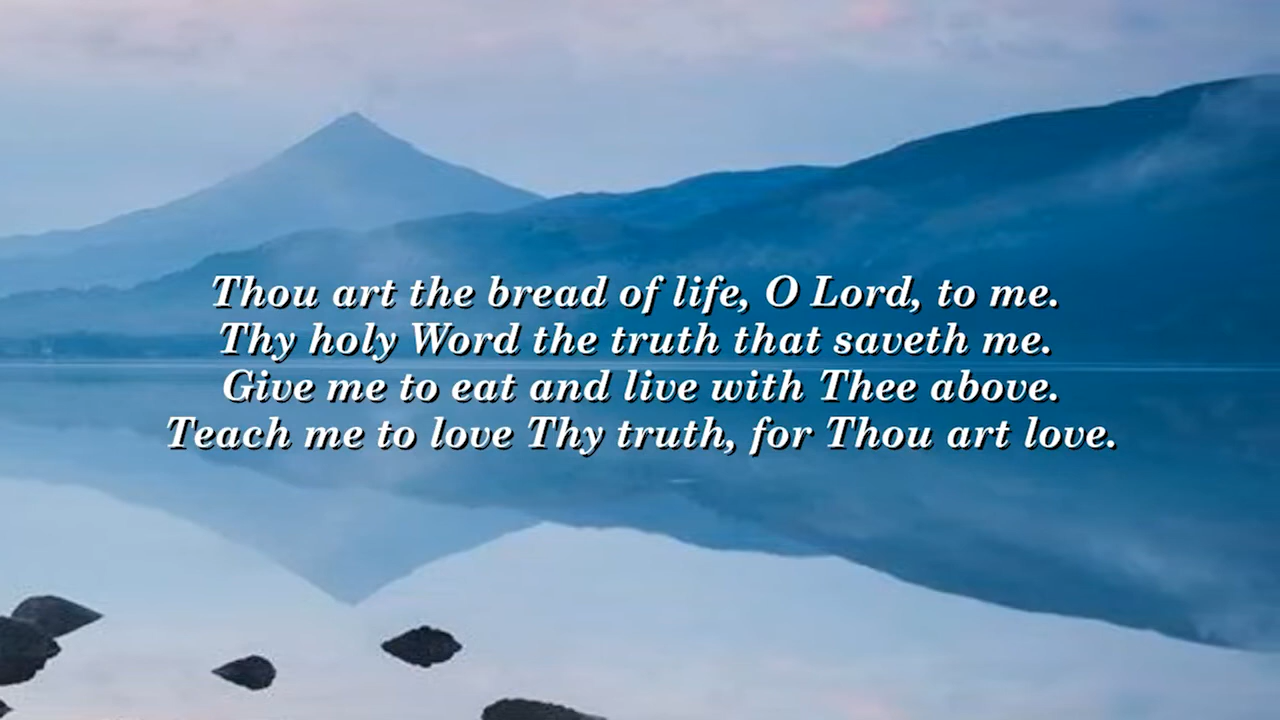 Thou art the bread of life, O Lord, to me.
Thy holy Word the truth that saveth me.
Give me to eat and live with Thee above.
Teach me to love Thy truth, for Thou art love.